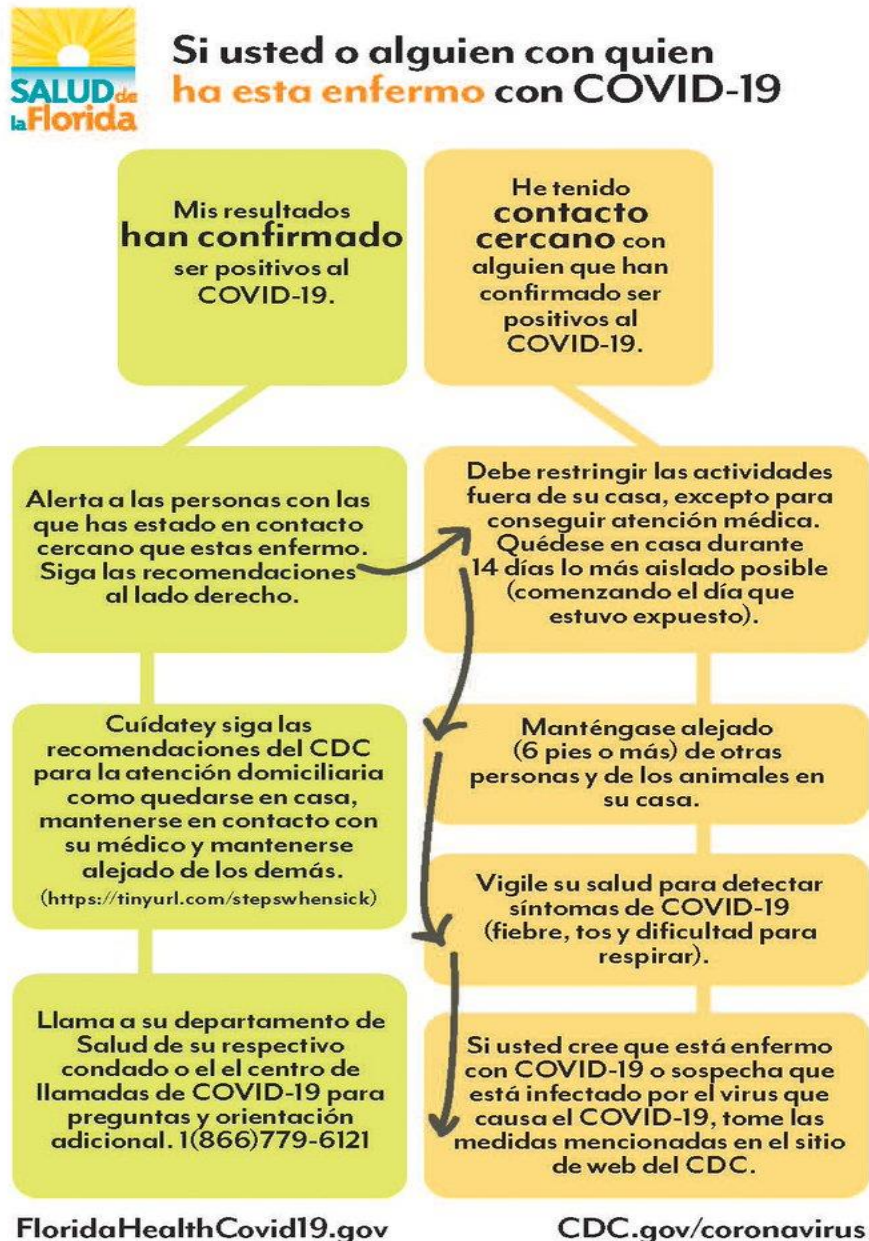 SALUD de
la Florida
Si usted o alguien con quien
ha esta enfermo con COVID-19
Mis resultados
han confirmado
ser positivos al
COVID-19.
He tenido
contacto
cercano con
alguien que han
confirmado ser
positivos al
COVID-19.
Alerta a las personas con las
que has estado en contacto
cercano que estas enfermo.
Siga las recomendaciones
al lado derecho.
Debe restringir las actividades
fuera de su casa, excepto para
conseguir atención médica.
Quédese en casa durante
14 días lo más aislado posible
(comenzando el día que
estuvo expuesto).
Cuídatey siga las
recomendaciones del CDC
para la atención domiciliaria
como quedarse en casa,
mantenerse en contacto con
su médico y mantenerse
alejado de los demás.
(https://tinyurl.com/stepswhensick)
Manténgase alejado
(6 pies o más) de otras
personas y de los animales en
su casa.
Vigile su salud para detectar
síntomas de COVID-19
(fiebre, tos y dificultad para
respirar).
Llama a su departamento de
Salud de su respectivo
condado o el el centro de
llamadas de COVID-19 para
preguntas y orientación
adicional. 1(866)779-6121
Si usted cree que está enfermo
con COVID-19 o sospecha que
está infectado por el virus que
causa el COVID-19, tome las
medidas mencionadas en el sitio
de web del CDC.
FloridaHealthCovid19.gov
CDC.gov/coronavirus